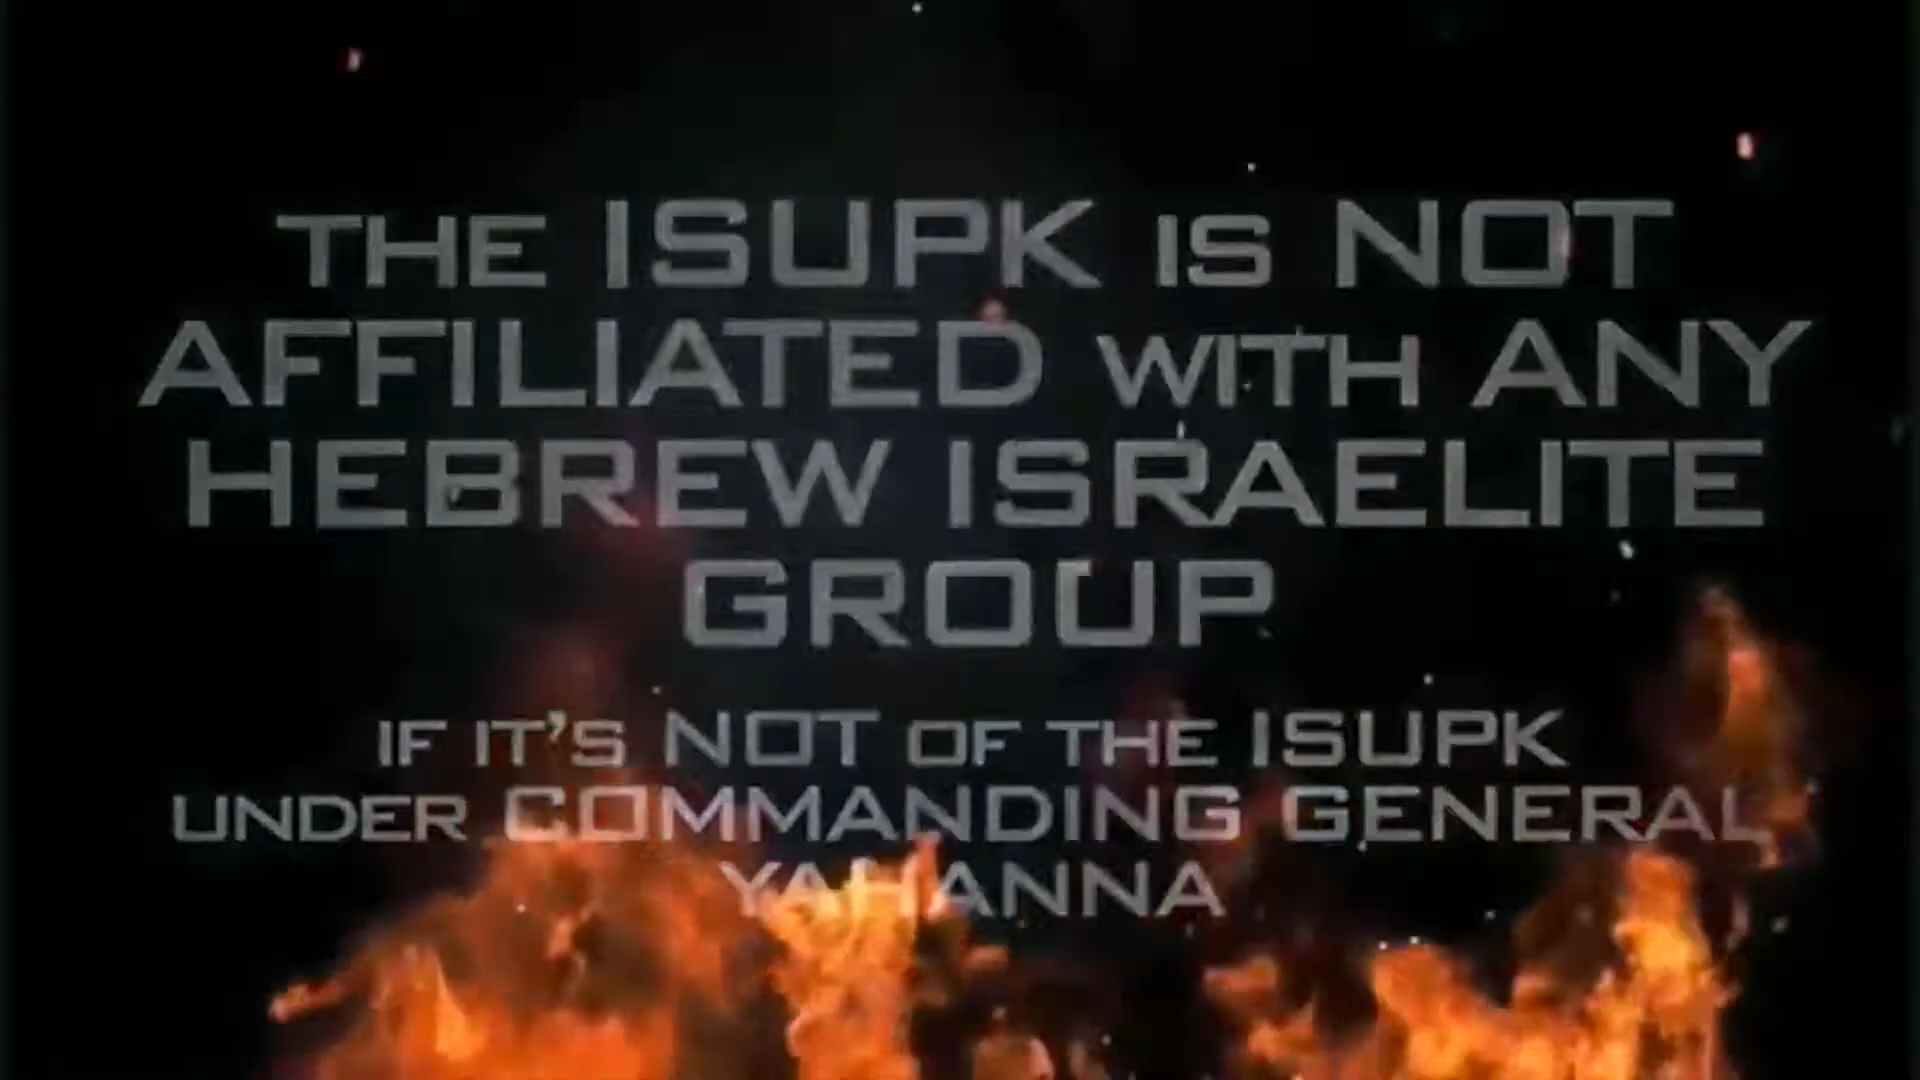 THE ISUPK IS NOT
AFFILIATED WITH ANY
HEBREW ISRAELITE
GROUP
IF IT'S NOT OF THE ISUPK
UNDER COMMANDING GENERAL
YAHANNA